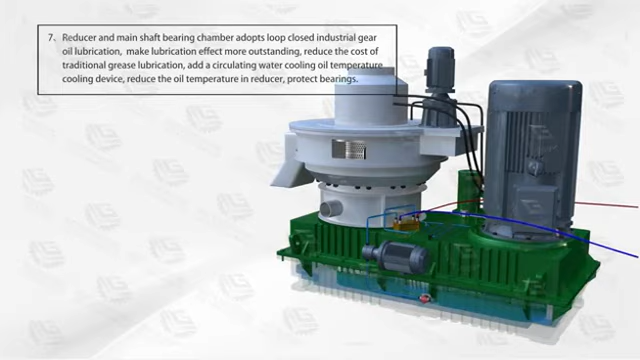 7、Reducer and main shaft bearing chamber adopts loop closed industrial gear
oil lubrication, make lubrication effect more outstanding, reduce the cost of
traditional grease lubrication, add a circulating water cooling oil temperature
cooling device, reduce the oil temperature in reducer, protect bearings.